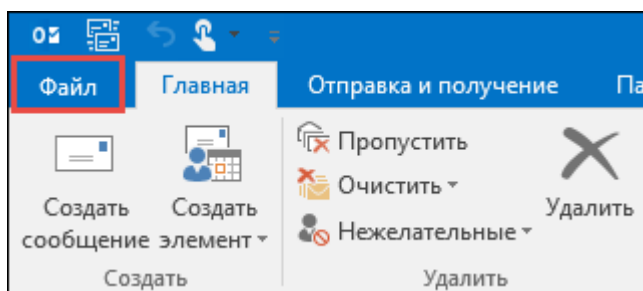 Файл Главная Отправка и получение Па
Создать сообщение
Создать элемент
Пропустить
Очистить
Нежелательные
Удалить
Создать
Удалить